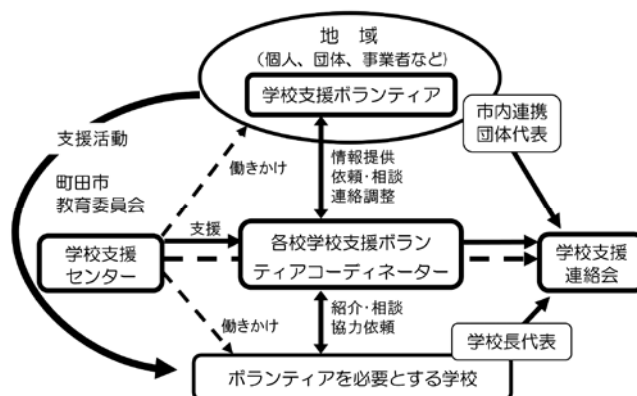 地 域
(個人、団体、事業者など)
学校支援ボランティア
市内連携
団体代表
支援活動
働きかけ
情報提供
依頼・相談
連絡調整
町田市
教育委員会
支援
学校支援
センター
各校学校支援ボラン
ティアコーディネーター
学校支援
連絡会
働きかけ
紹介・相談
協力依頼
学校長代表
ボランティアを必要とする学校